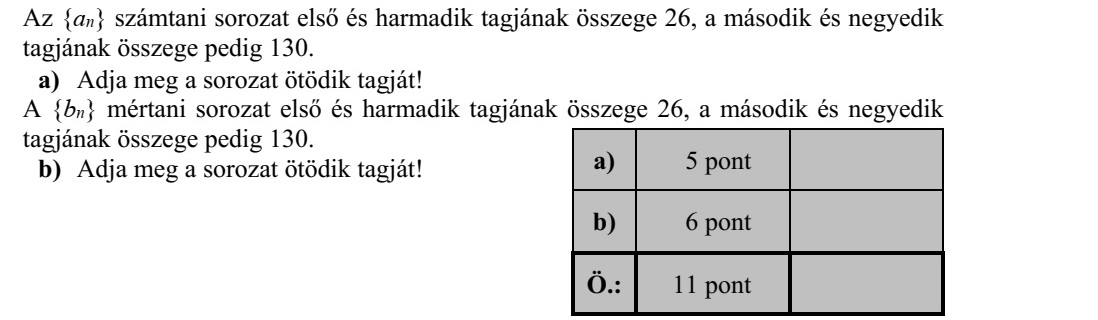 Az {aₙ} számtani sorozat első és harmadik tagjának összege 26, a második és negyedik
tagjának összege pedig 130.
a) Adja meg a sorozat ötödik tagját!
A {bₙ} mértani sorozat első és harmadik tagjának összege 26, a második és negyedik
tagjának összege pedig 130.
b) Adja meg a sorozat ötödik tagját!
a) 5 pont
b) 6 pont
Ö.: 11 pont